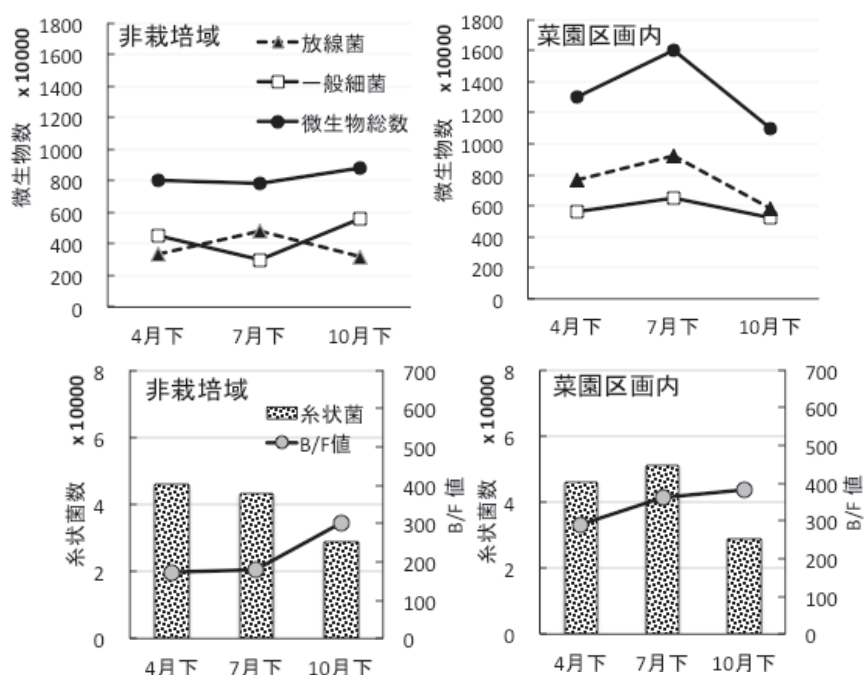 非栽培域
放線菌
一般細菌
微生物総数
微生物数 x 10000
1800
1600
1400
1200
1000
800
600
400
200
0
4月下 7月下 10月下
菜園区画内
微生物数 x 10000
1800
1600
1400
1200
1000
800
600
400
200
0
4月下 7月下 10月下
非栽培域
糸状菌
B/F値
糸状菌数 x 10000
8
6
4
2
0
B/F 値
700
600
500
400
300
200
100
0
4月下 7月下 10月下
菜園区画内
糸状菌数 x 10000
8
6
4
2
0
B/F 値
700
600
500
400
300
200
100
0
4月下 7月下 10月下